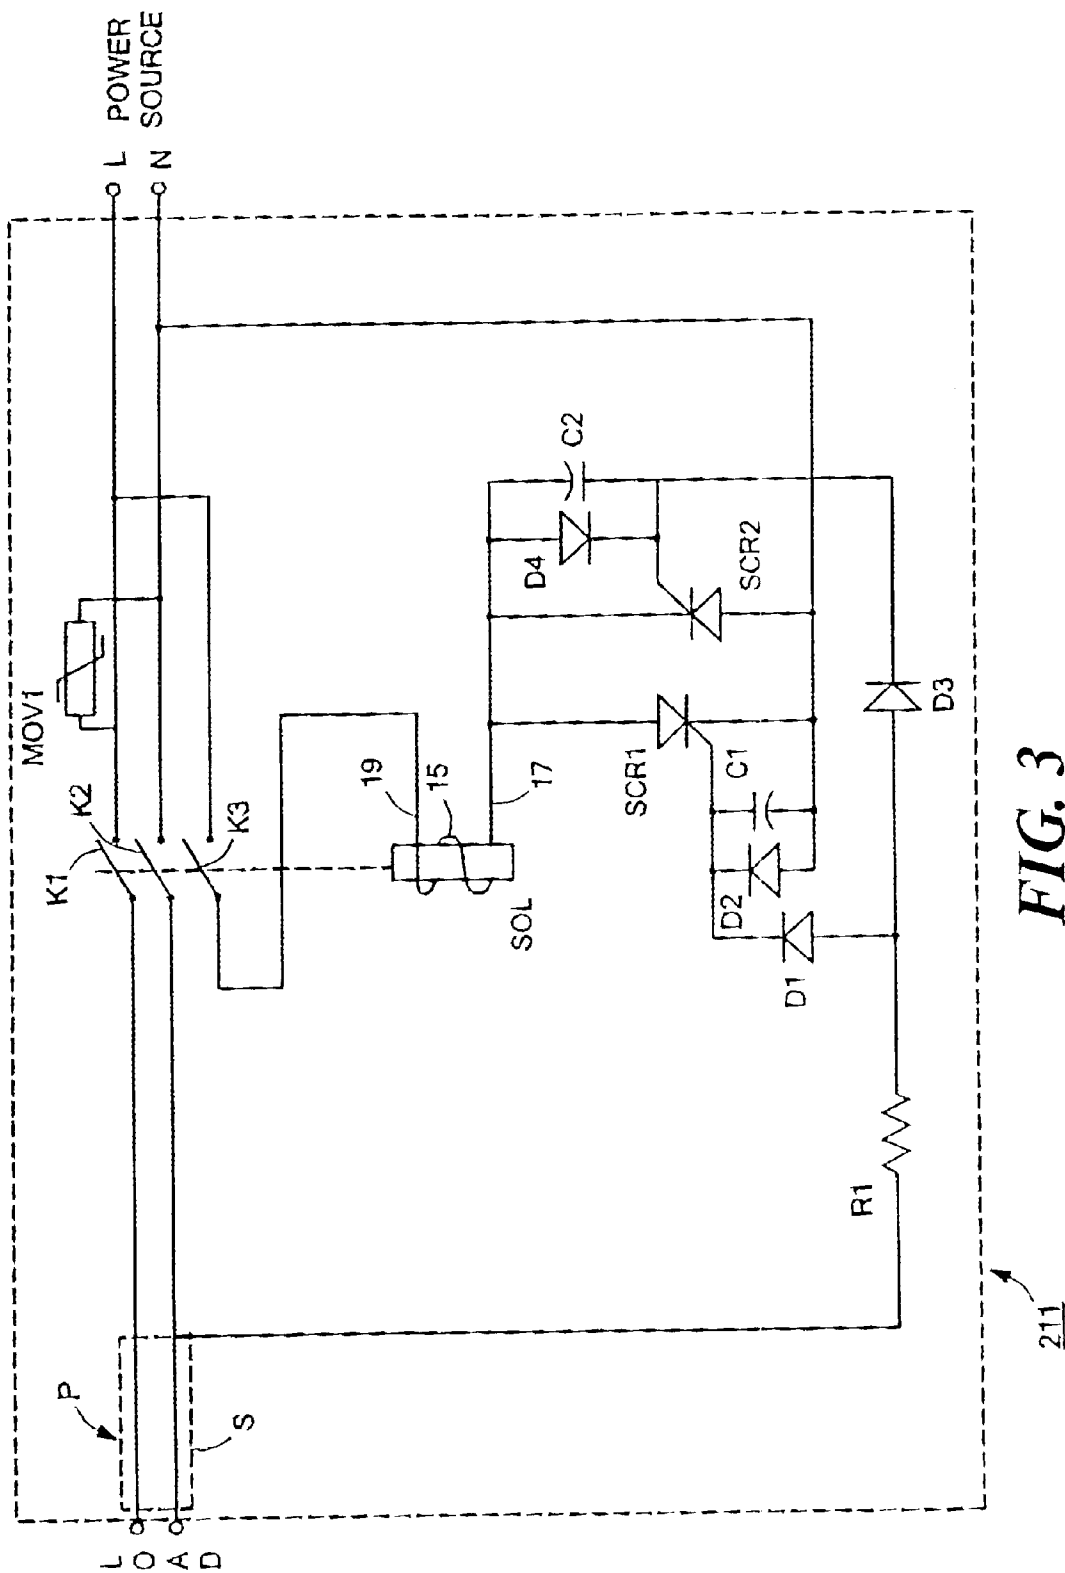 L POWER
N SOURCE
MOV1
K1
K2
K3
C2
D4
SCR2
19
15
17
SOL
SCR1
C1
D2
D1
D3
R1
P
S
LOAD
211
FIG. 3